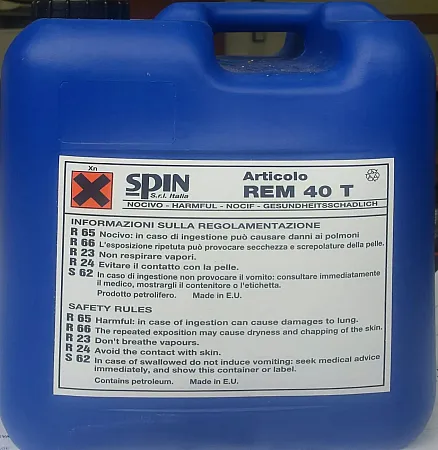 Xn
SPIN
S.r.l. Italia
Articolo
REM 40 T
NOCIVO - HARMFUL - NOCIF - GESUNDHEITSSCHADLICH
INFORMAZIONI SULLA REGOLAMENTAZIONE
R 65 Nocivo: in caso di ingestione può causare danni ai polmoni
R 66 L'esposizione ripetuta può provocare secchezza e screpolature della pelle.
R 23 Non respirare vapori.
R 24 Evitare il contatto con la pelle.
S 62 In caso di ingestione non provocare il vomito: consultare immediatamente
il medico, mostrargli il contenitore o l'etichetta.
Prodotto petrolifero. Made in E.U.
SAFETY RULES
R 65 Harmful: in case of ingestion can cause damages to lung.
R 66 The repeated exposition may cause dryness and chapping of the skin.
R 23 Don't breathe vapours.
R 24 Avoid the contact with skin.
S 62 In case of swallowed do not induce vomiting: seek medical advice
immediately, and show this container or label.
Contains petroleum. Made in E.U.